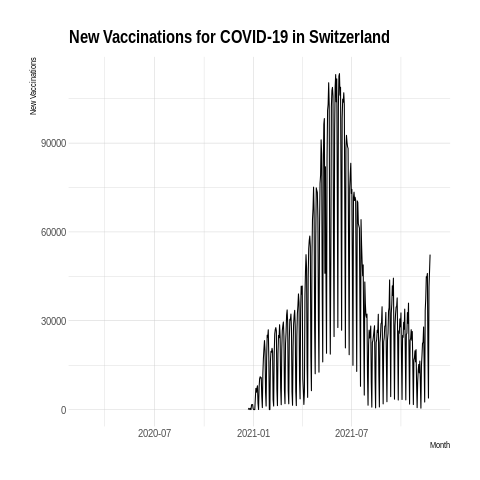 New Vaccinations for COVID-19 in Switzerland
New Vaccinations
90000
60000
30000
0
2020-07
2021-01
2021-07
Month